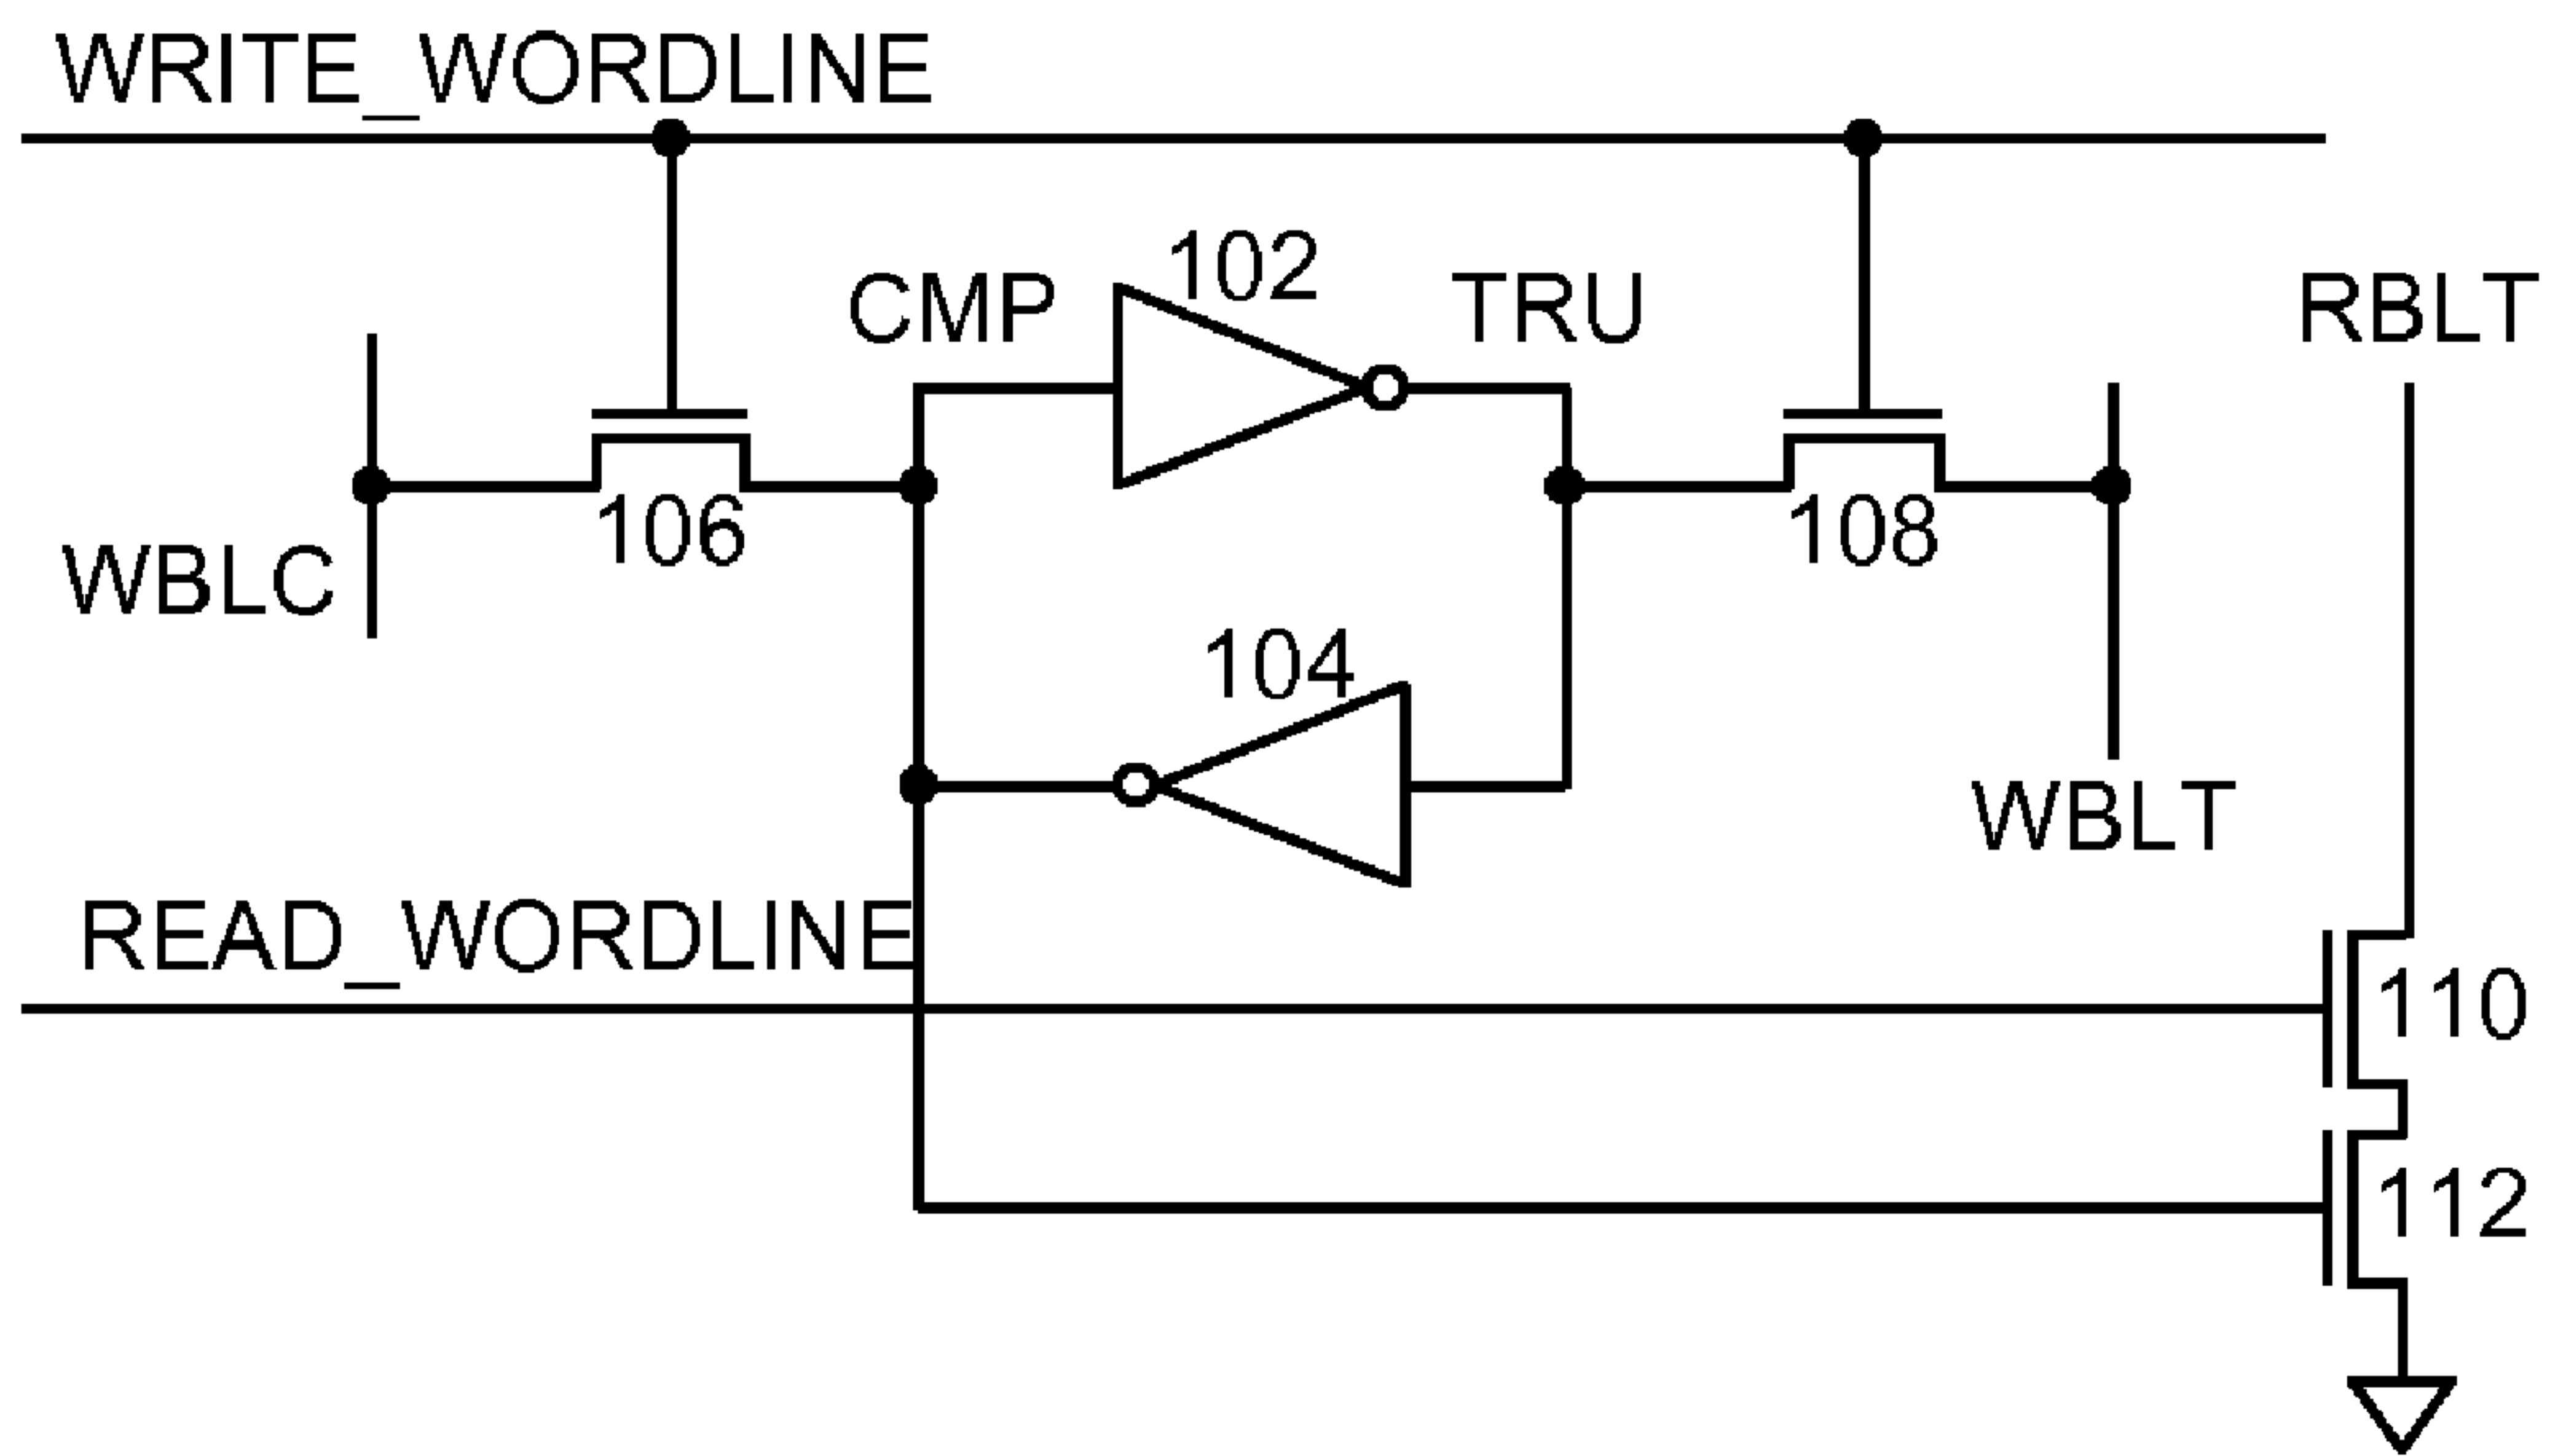 WRITE_WORDLINE
102
CMP
TRU
RBLT
106
108
WBLC
104
WBLT
READ_WORDLINE
110
112